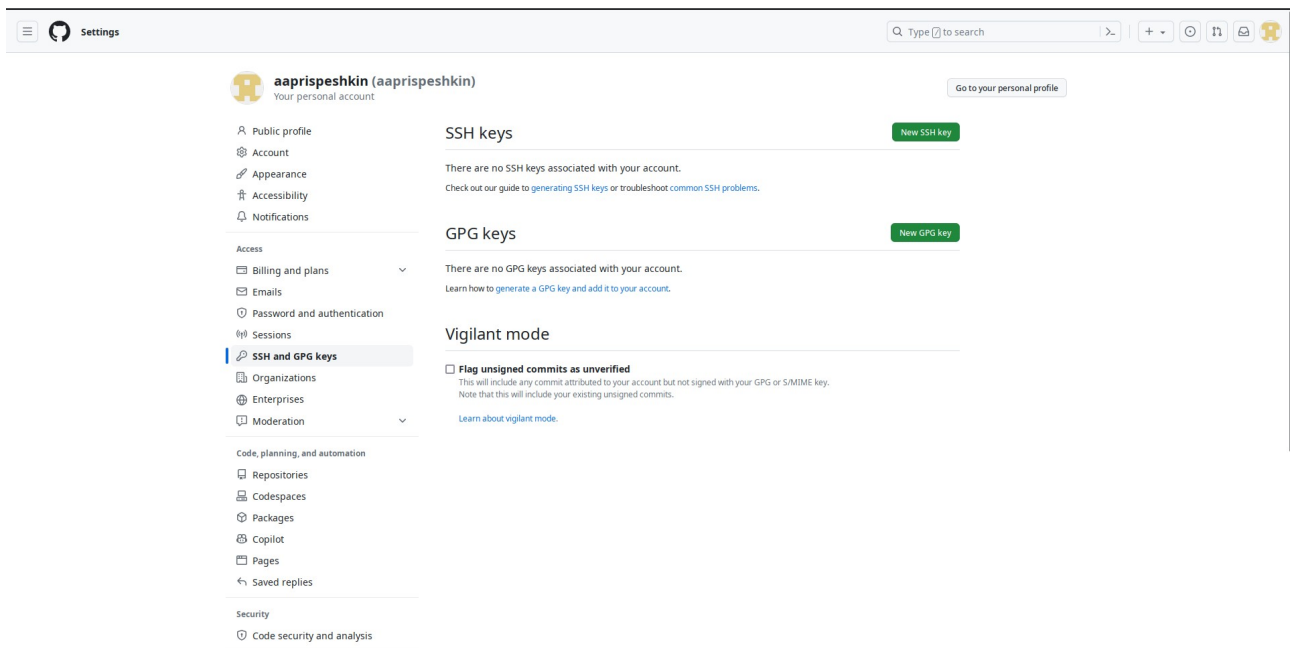 Settings
Type / to search
aaprispeshkin (aaprispeshkin)
Your personal account
Go to your personal profile
Public profile
Account
Appearance
Accessibility
Notifications
Access
Billing and plans
Emails
Password and authentication
Sessions
SSH and GPG keys
Organizations
Enterprises
Moderation
Code, planning, and automation
Repositories
Codespaces
Packages
Copilot
Pages
Saved replies
Security
Code security and analysis
SSH keys
New SSH key
There are no SSH keys associated with your account.
Check out our guide to generating SSH keys or troubleshoot common SSH problems.
GPG keys
New GPG key
There are no GPG keys associated with your account.
Learn how to generate a GPG key and add it to your account.
Vigilant mode
Flag unsigned commits as unverified
This will include any commit attributed to your account but not signed with your GPG or S/MIME key.
Note that this will include your existing unsigned commits.
Learn about vigilant mode.